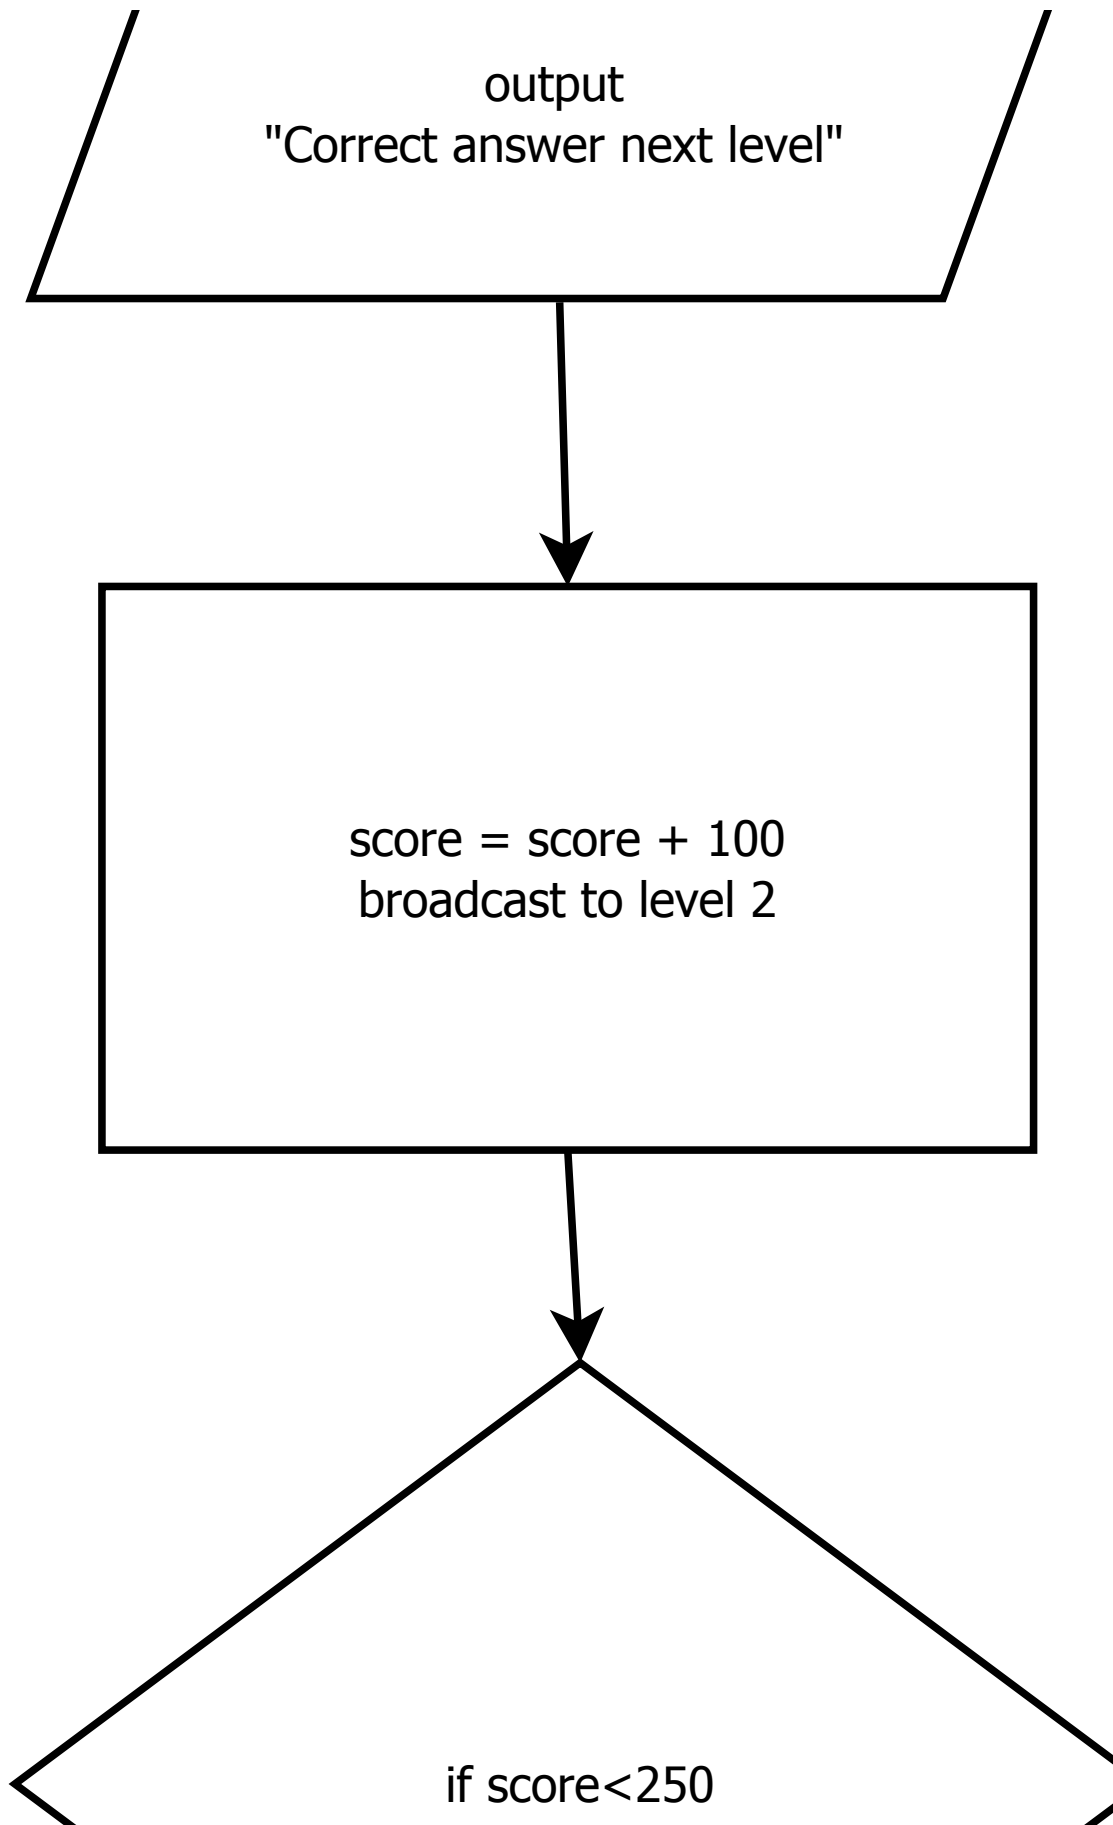 output
"Correct answer next level"
score = score + 100
broadcast to level 2
if score<250